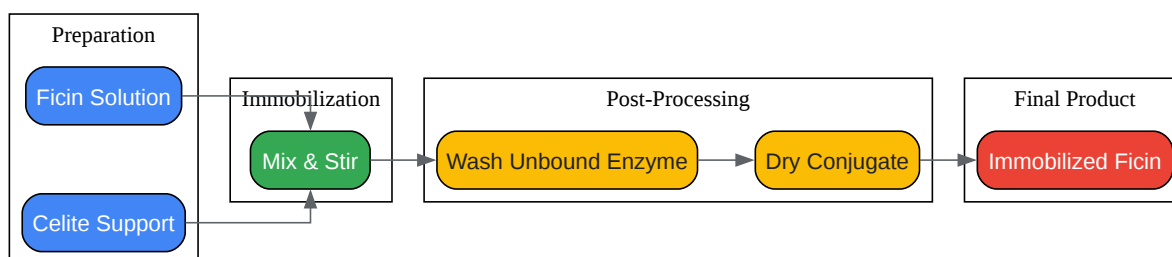 Preparation
Ficin Solution
Celite Support
Immobilization
Mix & Stir
Post-Processing
Wash Unbound Enzyme
Dry Conjugate
Final Product
Immobilized Ficin